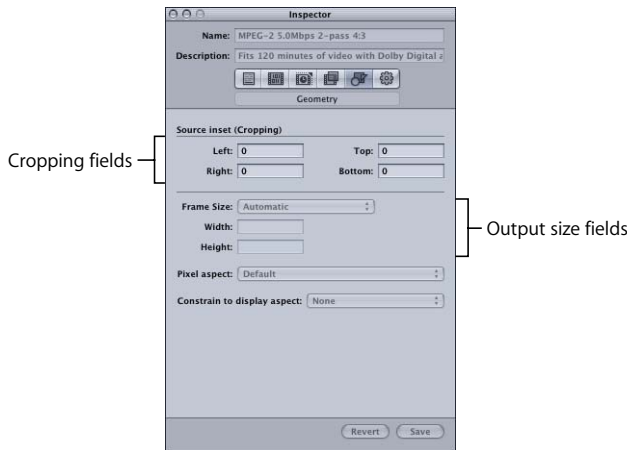 Inspector
Name: MPEG-2 5.0Mbps 2-pass 4:3
Description: Fits 120 minutes of video with Dolby Digital a
Geometry
Source inset (Cropping)
Left: 0 Top: 0
Right: 0 Bottom: 0
Cropping fields
Frame Size: Automatic
Width:
Height:
Output size fields
Pixel aspect: Default
Constrain to display aspect: None
Revert Save